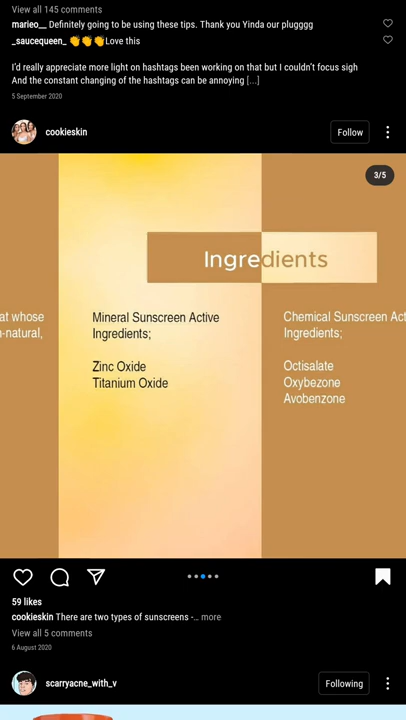 View all 145 comments
marieo__ Definitely going to be using these tips. Thank you Yinda our plugggg
_saucequeen_ 👏👏👏Love this
I'd really appreciate more light on hashtags been working on that but I couldn't focus sigh
And the constant changing of the hashtags can be annoying [...]
5 September 2020
cookieskin
Follow
3/5
Ingredients
at whose
n-natural,
Mineral Sunscreen Active
Ingredients;
Zinc Oxide
Titanium Oxide
Chemical Sunscreen Act
Ingredients;
Octisalate
Oxybezone
Avobenzone
59 likes
cookieskin There are two types of sunscreens -... more
View all 5 comments
6 August 2020
scarryacne_with_v
Following